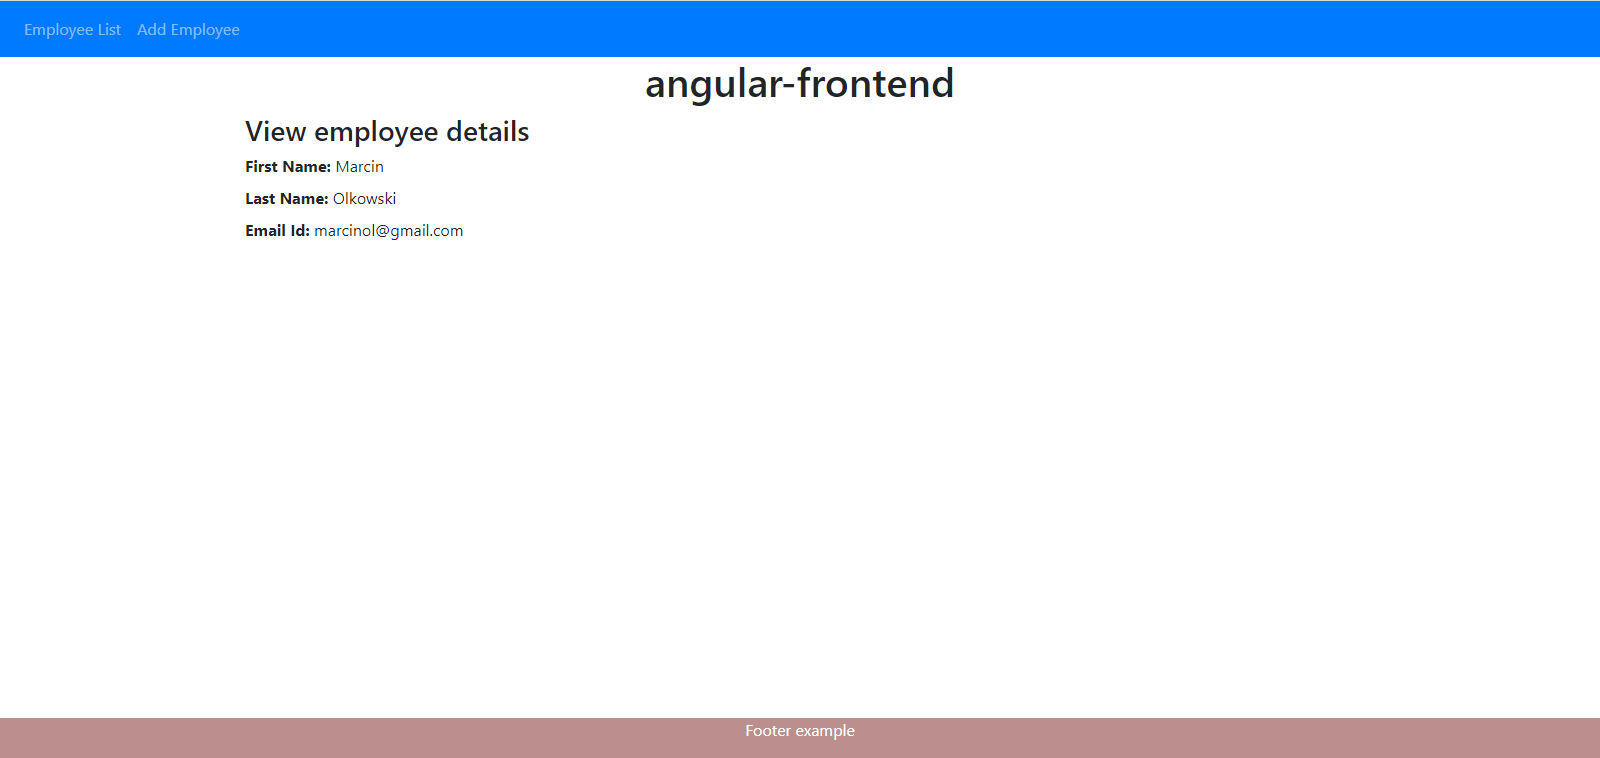 Employee List Add Employee
angular-frontend
View employee details
First Name: Marcin
Last Name: Olkowski
Email Id: marcinol@gmail.com
Footer example